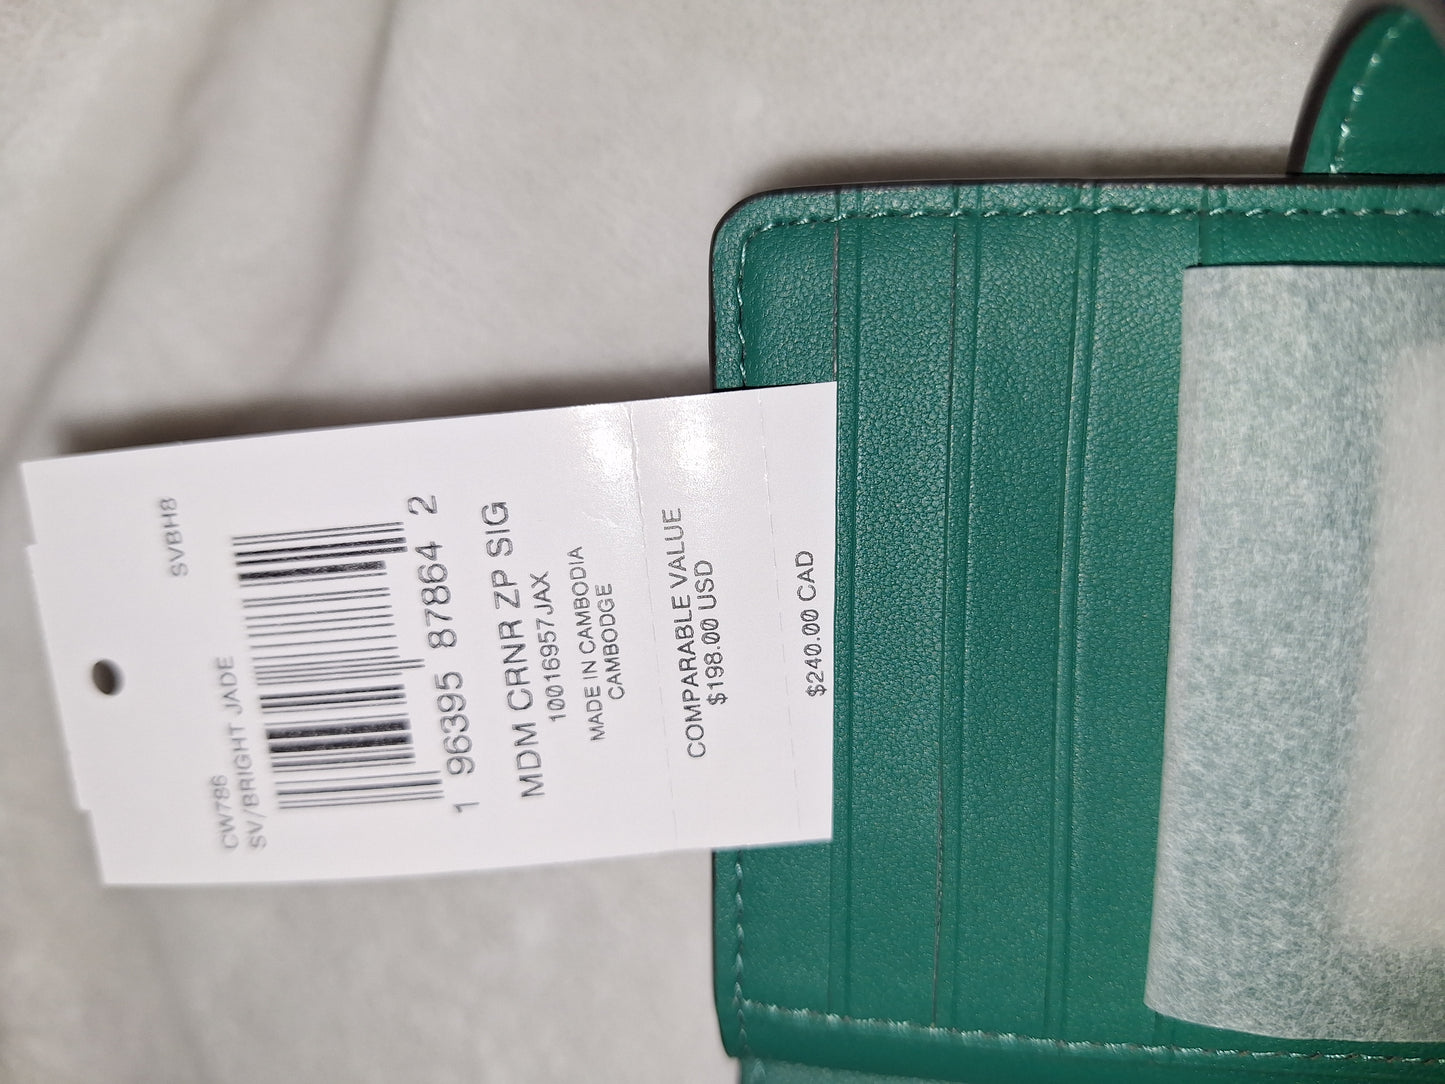 CW786
SVBH8
SV/BRIGHT JADE
1 96395 87864 2
MDM CRNR ZP SIG
10016957JAX
MADE IN CAMBODIA
CAMBODGE
COMPARABLE VALUE
$198.00 USD
$240.00 CAD